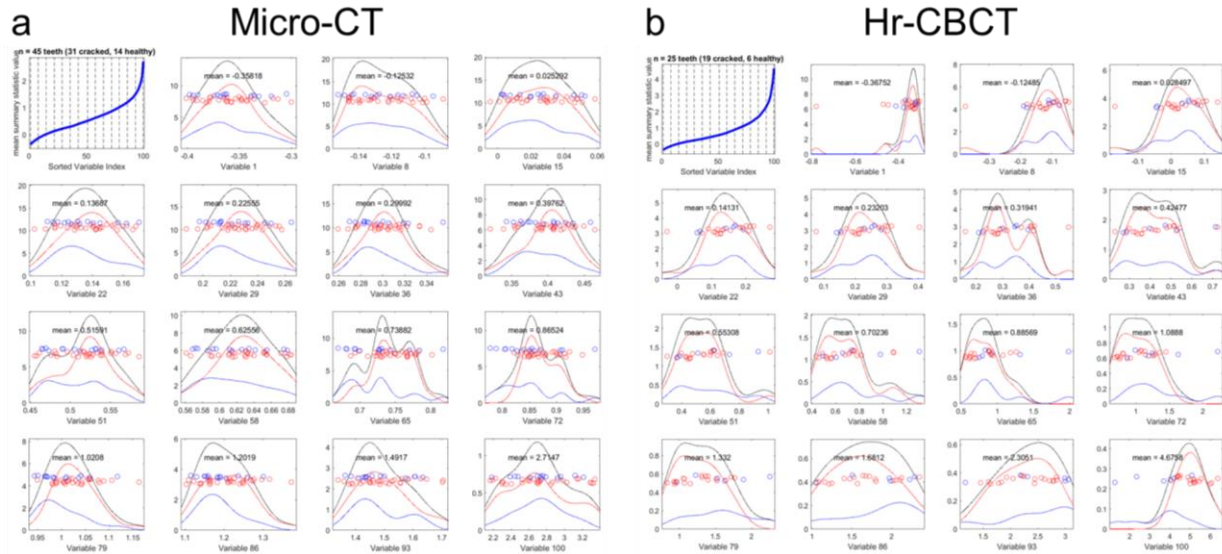 a Micro-CT
n = 45 teeth (31 cracked, 14 healthy)
mean summary statistic value
Sorted Variable Index
mean = -0.35818
Variable 1
mean = -0.12532
Variable 8
mean = 0.025292
Variable 15
mean = 0.13687
Variable 22
mean = 0.22555
Variable 29
mean = 0.29992
Variable 36
mean = 0.39762
Variable 43
mean = 0.51591
Variable 51
mean = 0.62556
Variable 58
mean = 0.73882
Variable 65
mean = 0.86524
Variable 72
mean = 1.0208
Variable 79
mean = 1.2019
Variable 86
mean = 1.4917
Variable 93
mean = 2.7147
Variable 100
b Hr-CBCT
n = 25 teeth (19 cracked, 6 healthy)
mean summary statistic value
Sorted Variable Index
mean = -0.36752
Variable 1
mean = -0.12485
Variable 8
mean = 0.028497
Variable 15
mean = 0.14131
Variable 22
mean = 0.23203
Variable 29
mean = 0.31941
Variable 36
mean = 0.42477
Variable 43
mean = 0.55308
Variable 51
mean = 0.70236
Variable 58
mean = 0.88569
Variable 65
mean = 1.0888
Variable 72
mean = 1.332
Variable 79
mean = 1.6812
Variable 86
mean = 2.3051
Variable 93
mean = 4.6758
Variable 100